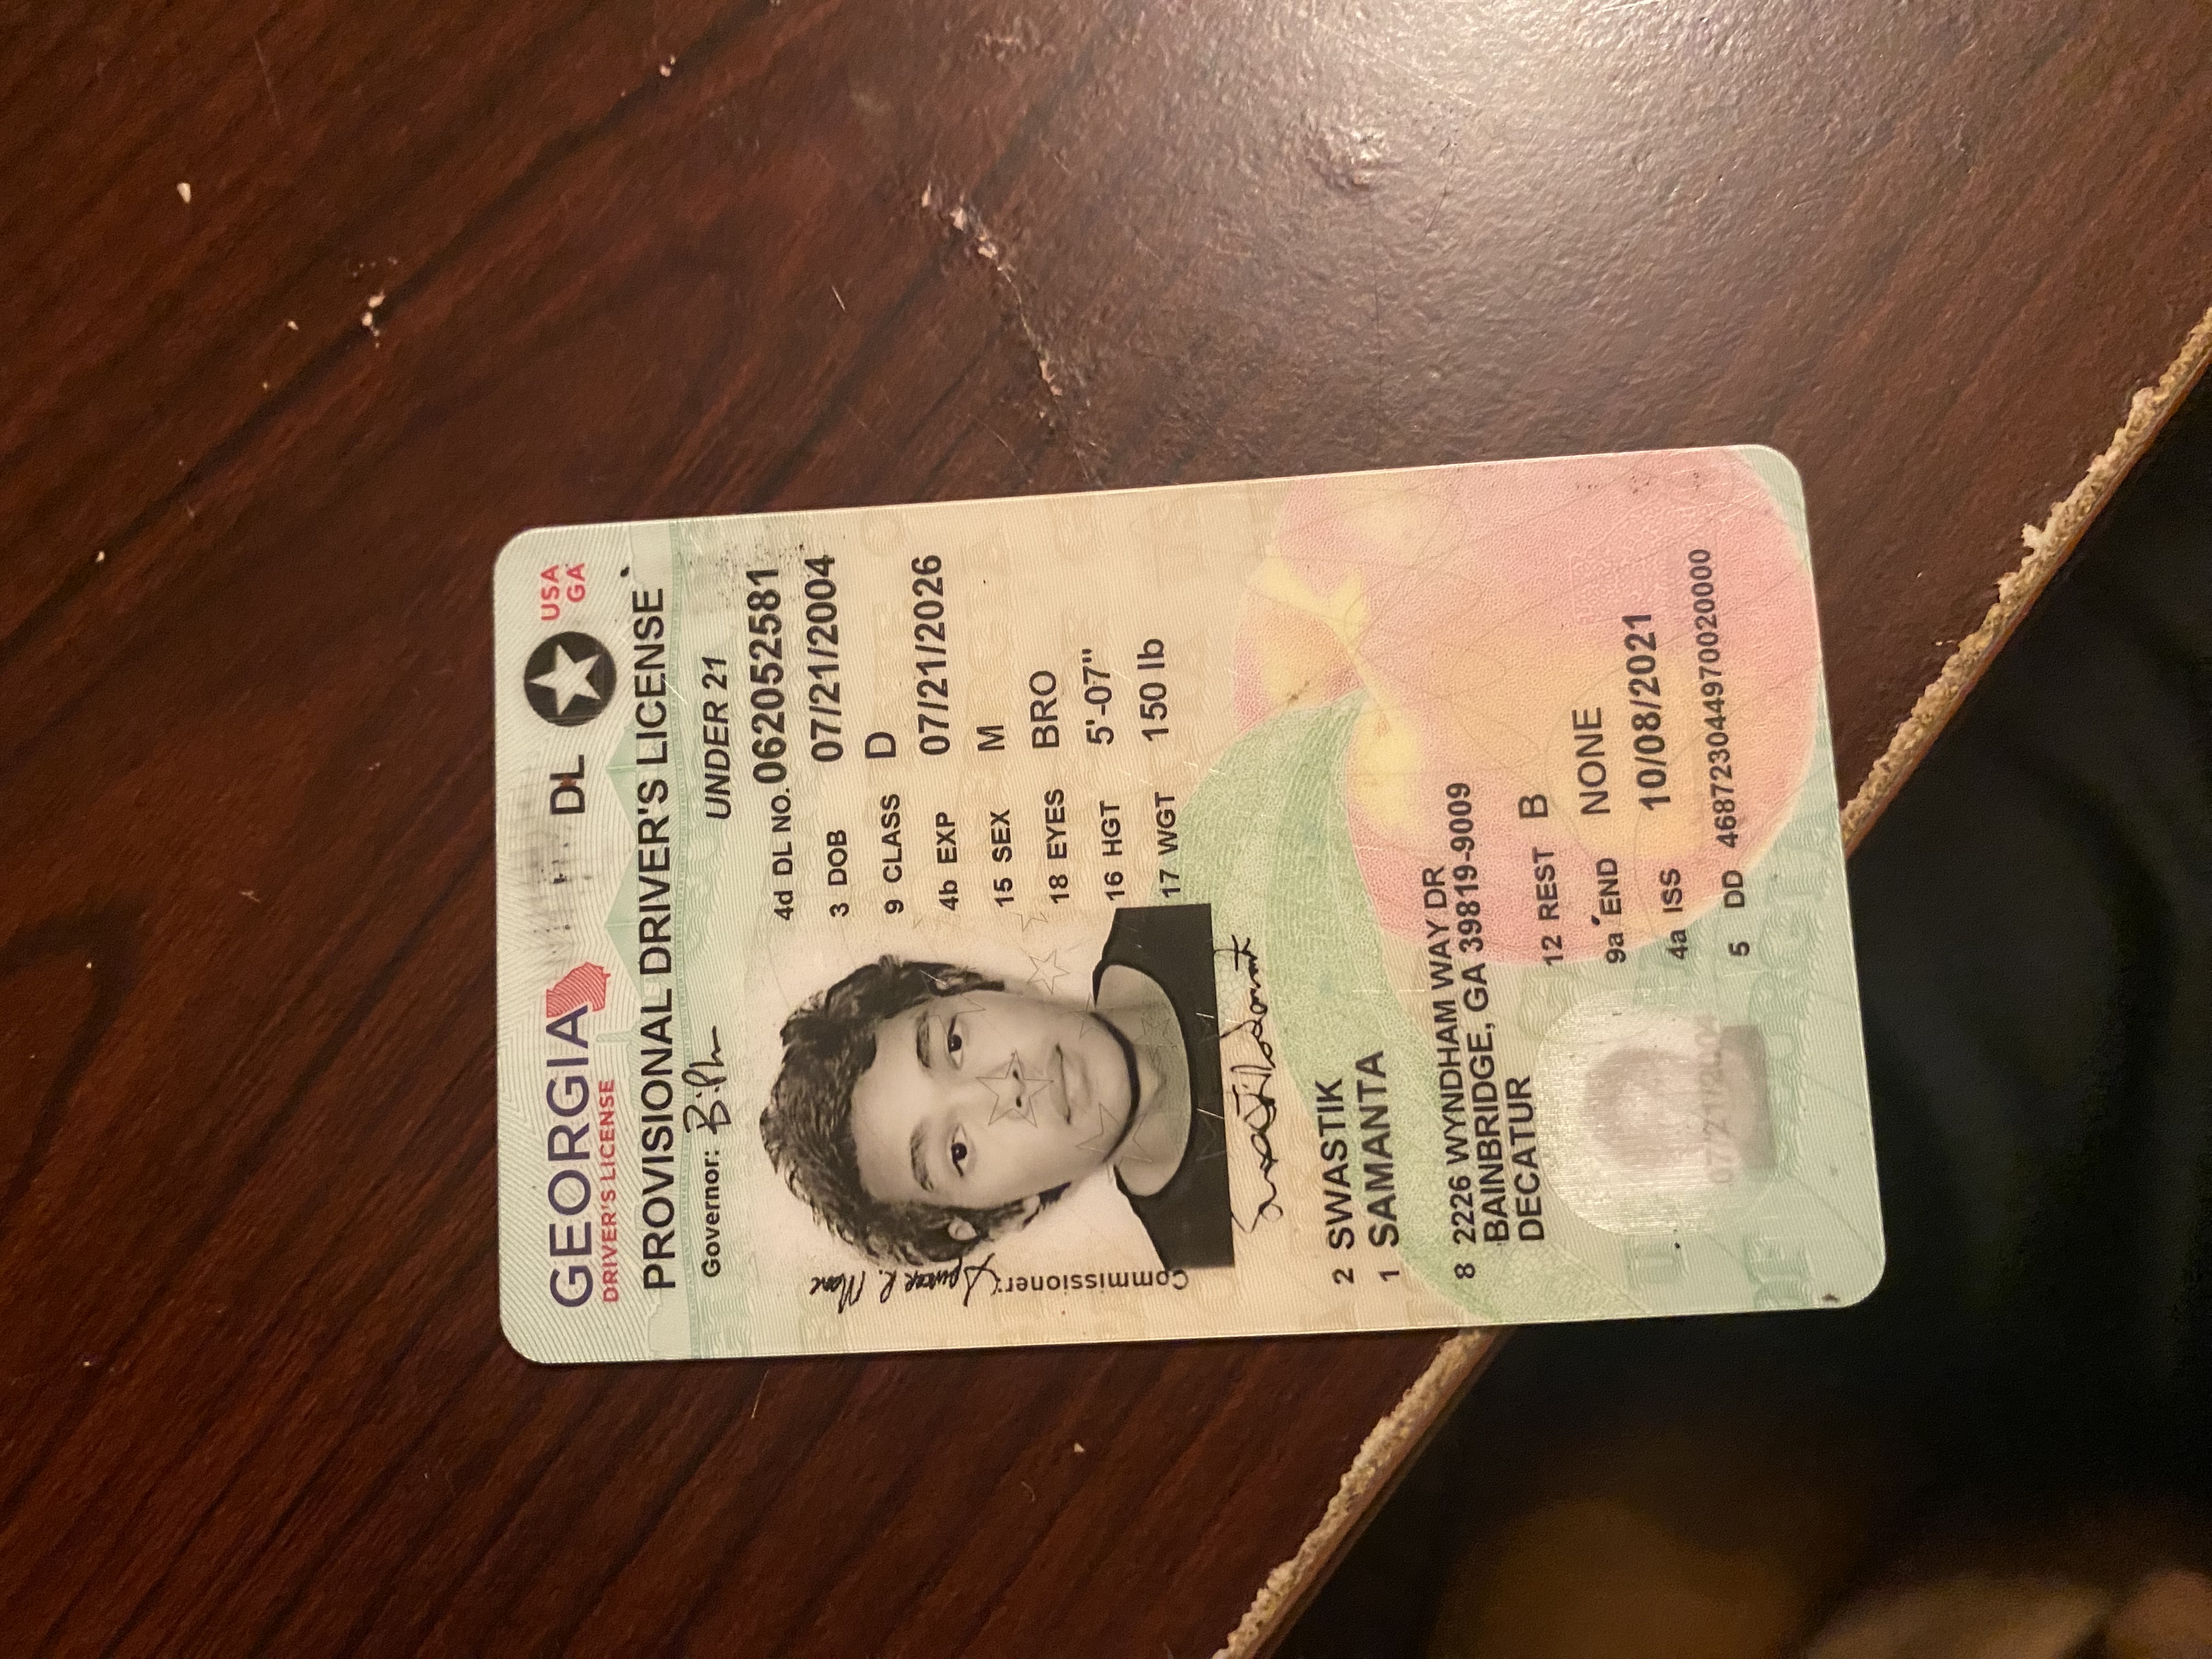 GEORGIA
DRIVER'S LICENSE
DL
USA
GA
PROVISIONAL DRIVER'S LICENSE
Governor:
UNDER 21
4d DL NO. 062052581
3 DOB 07/21/2004
9 CLASS D
4b EXP 07/21/2026
15 SEX M
18 EYES BRO
16 HGT 5'-07"
17 WGT 150 lb
Commissioner:
2 SWASTIK
1 SAMANTA
8 2226 WYNDHAM WAY DR
BAINBRIDGE, GA 39819-9009
DECATUR
12 REST B
9a END NONE
4a ISS 10/08/2021
5 DD 468723044970020000
07/21/2004
OF GEORGIA